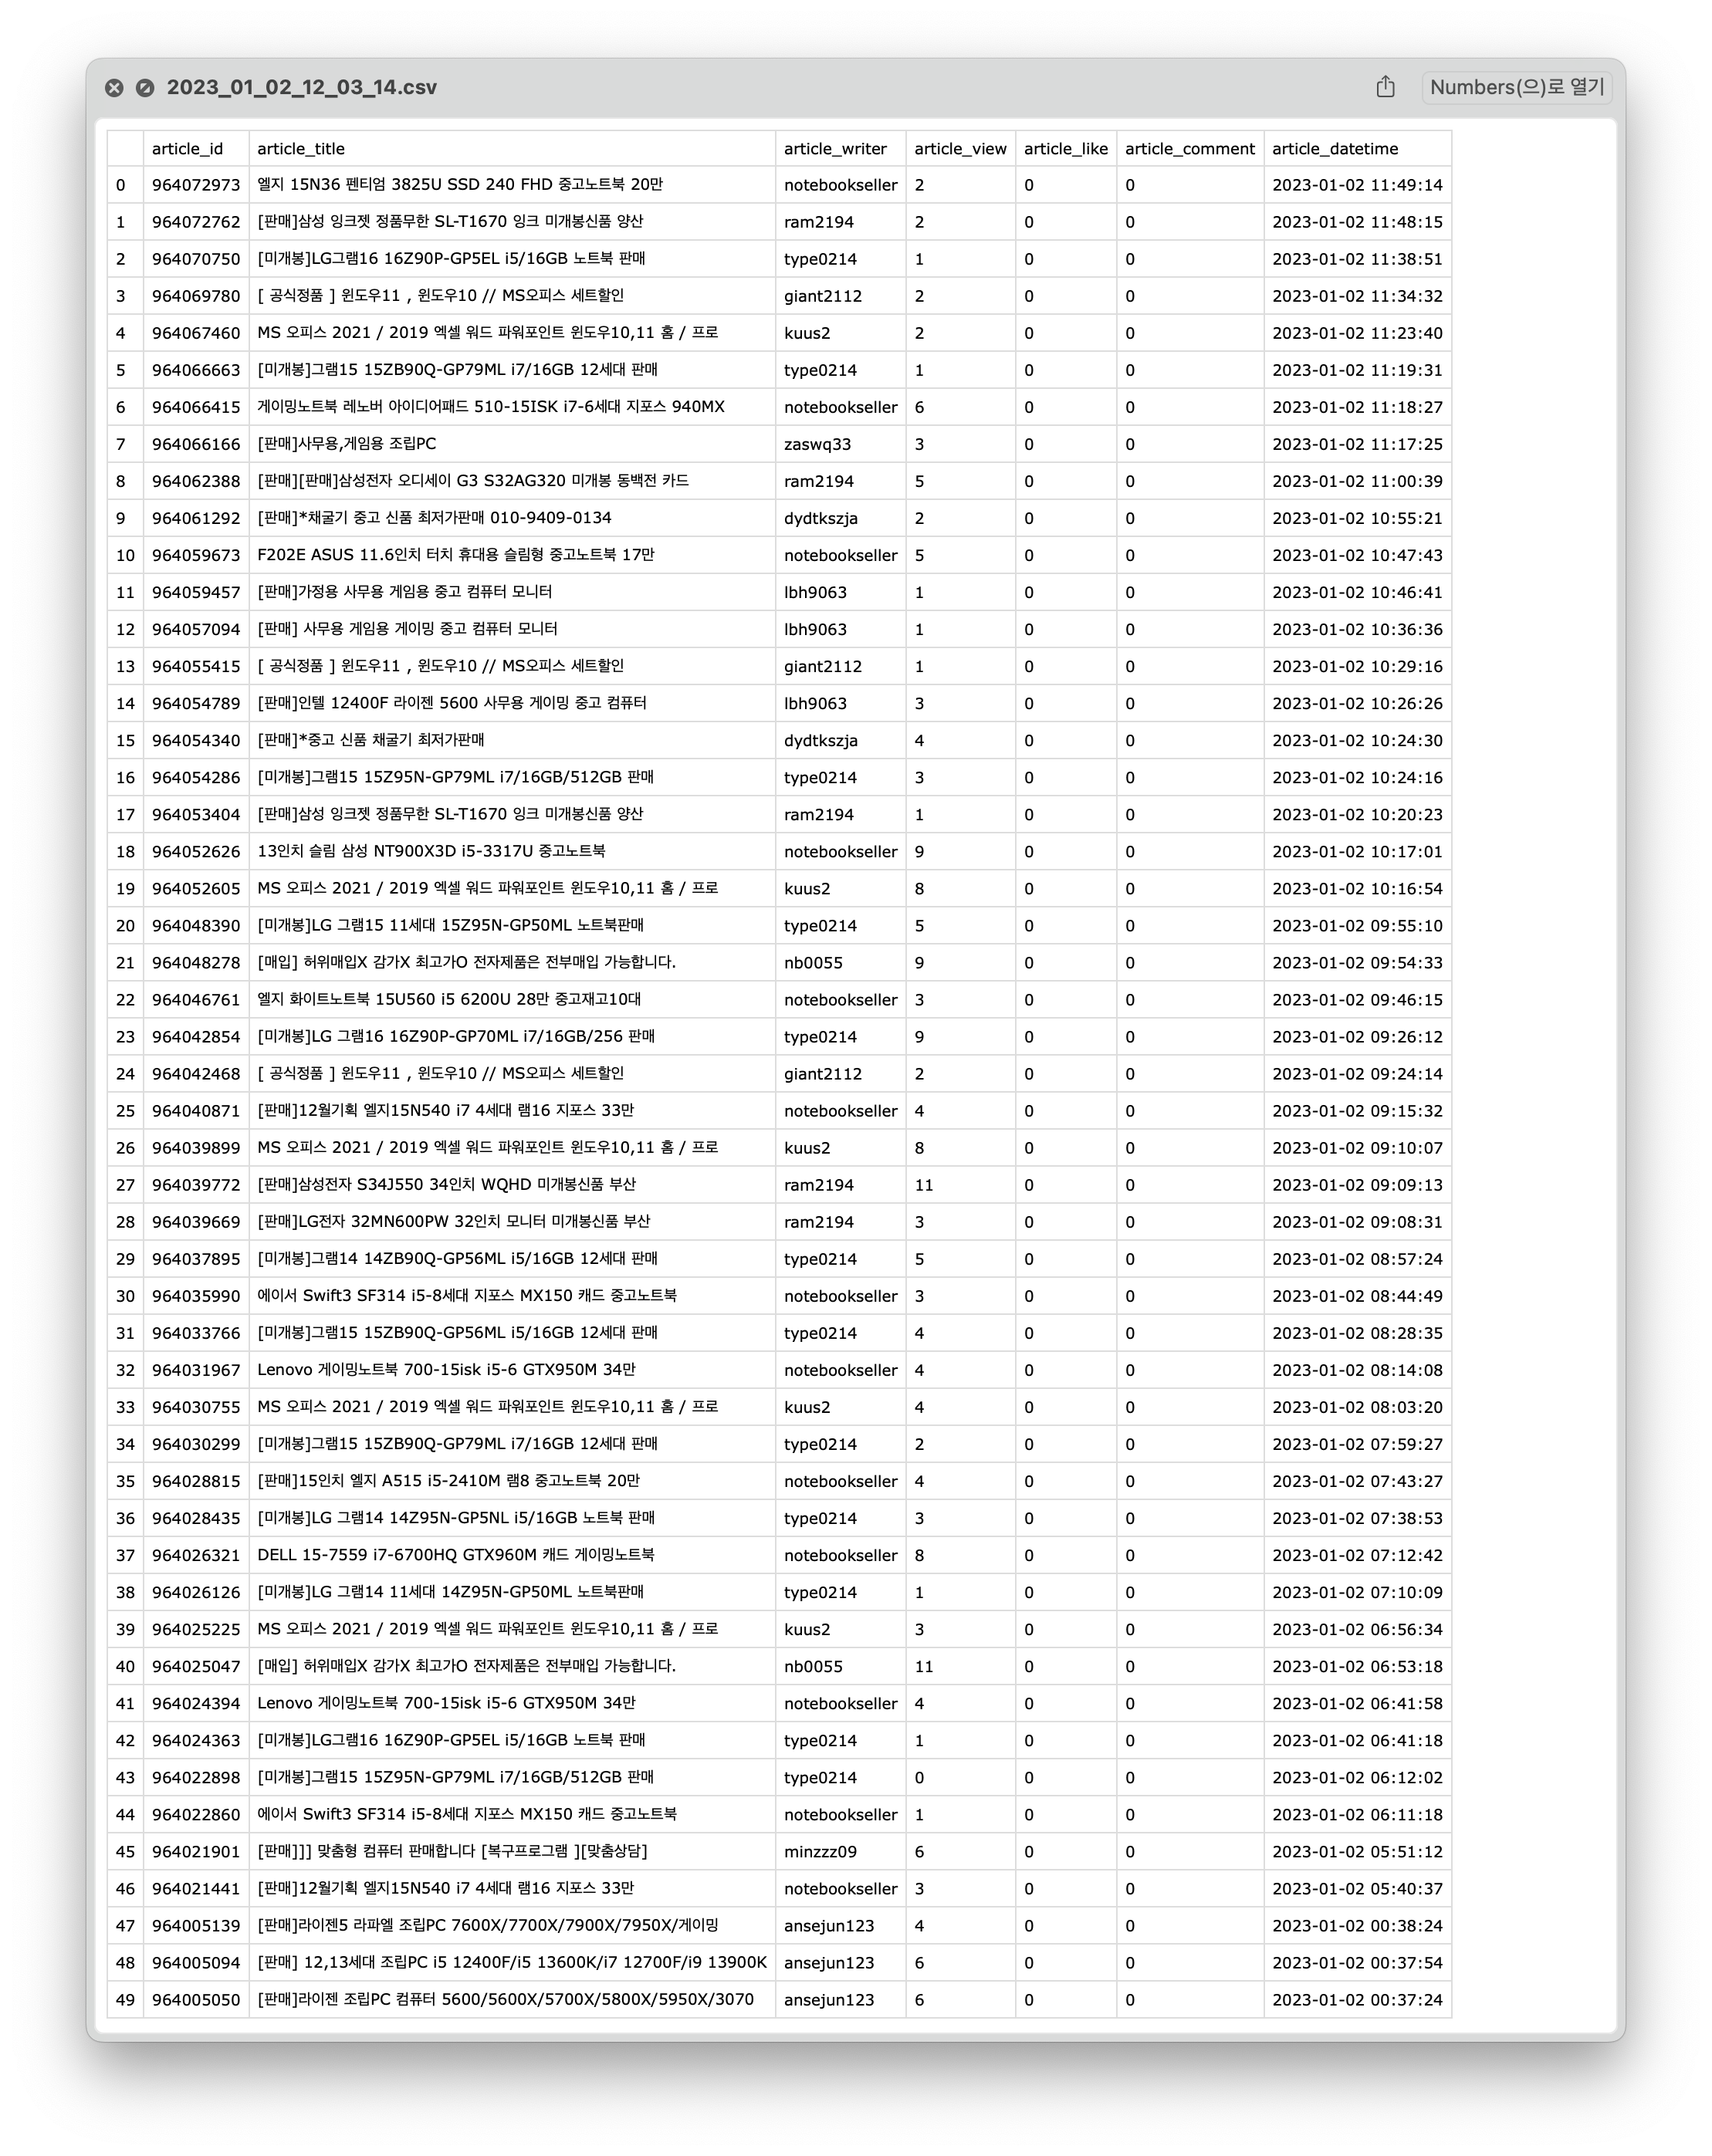 2023_01_02_12_03_14.csv Numbers(으)로 열기
article_id article_title article_writer article_view article_like article_comment article_datetime
0 964072973 엘지 15N36 펜티엄 3825U SSD 240 FHD 중고노트북 20만 notebookseller 2 0 0 2023-01-02 11:49:14
1 964072762 [판매]삼성 잉크젯 정품무한 SL-T1670 잉크 미개봉신품 양산 ram2194 2 0 0 2023-01-02 11:48:15
2 964070750 [미개봉]LG그램16 16Z90P-GP5EL i5/16GB 노트북 판매 type0214 1 0 0 2023-01-02 11:38:51
3 964069780 [ 공식정품 ] 윈도우11 , 윈도우10 // MS오피스 세트할인 giant2112 2 0 0 2023-01-02 11:34:32
4 964067460 MS 오피스 2021 / 2019 엑셀 워드 파워포인트 윈도우10,11 홈 / 프로 kuus2 2 0 0 2023-01-02 11:23:40
5 964066663 [미개봉]그램15 15ZB90Q-GP79ML i7/16GB 12세대 판매 type0214 1 0 0 2023-01-02 11:19:31
6 964066415 게이밍노트북 레노버 아이디어패드 510-15ISK i7-6세대 지포스 940MX notebookseller 6 0 0 2023-01-02 11:18:27
7 964066166 [판매]사무용,게임용 조립PC zaswq33 3 0 0 2023-01-02 11:17:25
8 964062388 [판매][판매]삼성전자 오디세이 G3 S32AG320 미개봉 동백전 카드 ram2194 5 0 0 2023-01-02 11:00:39
9 964061292 [판매]*채굴기 중고 신품 최저가판매 010-9409-0134 dydtkszja 2 0 0 2023-01-02 10:55:21
10 964059673 F202E ASUS 11.6인치 터치 휴대용 슬림형 중고노트북 17만 notebookseller 5 0 0 2023-01-02 10:47:43
11 964059457 [판매]가정용 사무용 게임용 중고 컴퓨터 모니터 lbh9063 1 0 0 2023-01-02 10:46:41
12 964057094 [판매] 사무용 게임용 게이밍 중고 컴퓨터 모니터 lbh9063 1 0 0 2023-01-02 10:36:36
13 964055415 [ 공식정품 ] 윈도우11 , 윈도우10 // MS오피스 세트할인 giant2112 1 0 0 2023-01-02 10:29:16
14 964054789 [판매]인텔 12400F 라이젠 5600 사무용 게이밍 중고 컴퓨터 lbh9063 3 0 0 2023-01-02 10:26:26
15 964054340 [판매]*중고 신품 채굴기 최저가판매 dydtkszja 4 0 0 2023-01-02 10:24:30
16 964054286 [미개봉]그램15 15Z95N-GP79ML i7/16GB/512GB 판매 type0214 3 0 0 2023-01-02 10:24:16
17 964053404 [판매]삼성 잉크젯 정품무한 SL-T1670 잉크 미개봉신품 양산 ram2194 1 0 0 2023-01-02 10:20:23
18 964052626 13인치 슬림 삼성 NT900X3D i5-3317U 중고노트북 notebookseller 9 0 0 2023-01-02 10:17:01
19 964052605 MS 오피스 2021 / 2019 엑셀 워드 파워포인트 윈도우10,11 홈 / 프로 kuus2 8 0 0 2023-01-02 10:16:54
20 964048390 [미개봉]LG 그램15 11세대 15Z95N-GP50ML 노트북판매 type0214 5 0 0 2023-01-02 09:55:10
21 964048278 [매입] 허위매입X 감가X 최고가O 전자제품은 전부매입 가능합니다. nb0055 9 0 0 2023-01-02 09:54:33
22 964046761 엘지 화이트노트북 15U560 i5 6200U 28만 중고재고10대 notebookseller 3 0 0 2023-01-02 09:46:15
23 964042854 [미개봉]LG 그램16 16Z90P-GP70ML i7/16GB/256 판매 type0214 9 0 0 2023-01-02 09:26:12
24 964042468 [ 공식정품 ] 윈도우11 , 윈도우10 // MS오피스 세트할인 giant2112 2 0 0 2023-01-02 09:24:14
25 964040871 [판매]12월기획 엘지15N540 i7 4세대 램16 지포스 33만 notebookseller 4 0 0 2023-01-02 09:15:32
26 964039899 MS 오피스 2021 / 2019 엑셀 워드 파워포인트 윈도우10,11 홈 / 프로 kuus2 8 0 0 2023-01-02 09:10:07
27 964039772 [판매]삼성전자 S34J550 34인치 WQHD 미개봉신품 부산 ram2194 11 0 0 2023-01-02 09:09:13
28 964039669 [판매]LG전자 32MN600PW 32인치 모니터 미개봉신품 부산 ram2194 3 0 0 2023-01-02 09:08:31
29 964037895 [미개봉]그램14 14ZB90Q-GP56ML i5/16GB 12세대 판매 type0214 5 0 0 2023-01-02 08:57:24
30 964035990 에이서 Swift3 SF314 i5-8세대 지포스 MX150 캐드 중고노트북 notebookseller 3 0 0 2023-01-02 08:44:49
31 964033766 [미개봉]그램15 15ZB90Q-GP56ML i5/16GB 12세대 판매 type0214 4 0 0 2023-01-02 08:28:35
32 964031967 Lenovo 게이밍노트북 700-15isk i5-6 GTX950M 34만 notebookseller 4 0 0 2023-01-02 08:14:08
33 964030755 MS 오피스 2021 / 2019 엑셀 워드 파워포인트 윈도우10,11 홈 / 프로 kuus2 4 0 0 2023-01-02 08:03:20
34 964030299 [미개봉]그램15 15ZB90Q-GP79ML i7/16GB 12세대 판매 type0214 2 0 0 2023-01-02 07:59:27
35 964028815 [판매]15인치 엘지 A515 i5-2410M 램8 중고노트북 20만 notebookseller 4 0 0 2023-01-02 07:43:27
36 964028435 [미개봉]LG 그램14 14Z95N-GP5NL i5/16GB 노트북 판매 type0214 3 0 0 2023-01-02 07:38:53
37 964026321 DELL 15-7559 i7-6700HQ GTX960M 캐드 게이밍노트북 notebookseller 8 0 0 2023-01-02 07:12:42
38 964026126 [미개봉]LG 그램14 11세대 14Z95N-GP50ML 노트북판매 type0214 1 0 0 2023-01-02 07:10:09
39 964025225 MS 오피스 2021 / 2019 엑셀 워드 파워포인트 윈도우10,11 홈 / 프로 kuus2 3 0 0 2023-01-02 06:56:34
40 964025047 [매입] 허위매입X 감가X 최고가O 전자제품은 전부매입 가능합니다. nb0055 11 0 0 2023-01-02 06:53:18
41 964024394 Lenovo 게이밍노트북 700-15isk i5-6 GTX950M 34만 notebookseller 4 0 0 2023-01-02 06:41:58
42 964024363 [미개봉]LG그램16 16Z90P-GP5EL i5/16GB 노트북 판매 type0214 1 0 0 2023-01-02 06:41:18
43 964022898 [미개봉]그램15 15Z95N-GP79ML i7/16GB/512GB 판매 type0214 0 0 0 2023-01-02 06:12:02
44 964022860 에이서 Swift3 SF314 i5-8세대 지포스 MX150 캐드 중고노트북 notebookseller 1 0 0 2023-01-02 06:11:18
45 964021901 [판매]]] 맞춤형 컴퓨터 판매합니다 [복구프로그램 ][맞춤상담] minzzz09 6 0 0 2023-01-02 05:51:12
46 964021441 [판매]12월기획 엘지15N540 i7 4세대 램16 지포스 33만 notebookseller 3 0 0 2023-01-02 05:40:37
47 964005139 [판매]라이젠5 라파엘 조립PC 7600X/7700X/7900X/7950X/게이밍 ansejun123 4 0 0 2023-01-02 00:38:24
48 964005094 [판매] 12,13세대 조립PC i5 12400F/i5 13600K/i7 12700F/i9 13900K ansejun123 6 0 0 2023-01-02 00:37:54
49 964005050 [판매]라이젠 조립PC 컴퓨터 5600/5600X/5700X/5800X/5950X/3070 ansejun123 6 0 0 2023-01-02 00:37:24